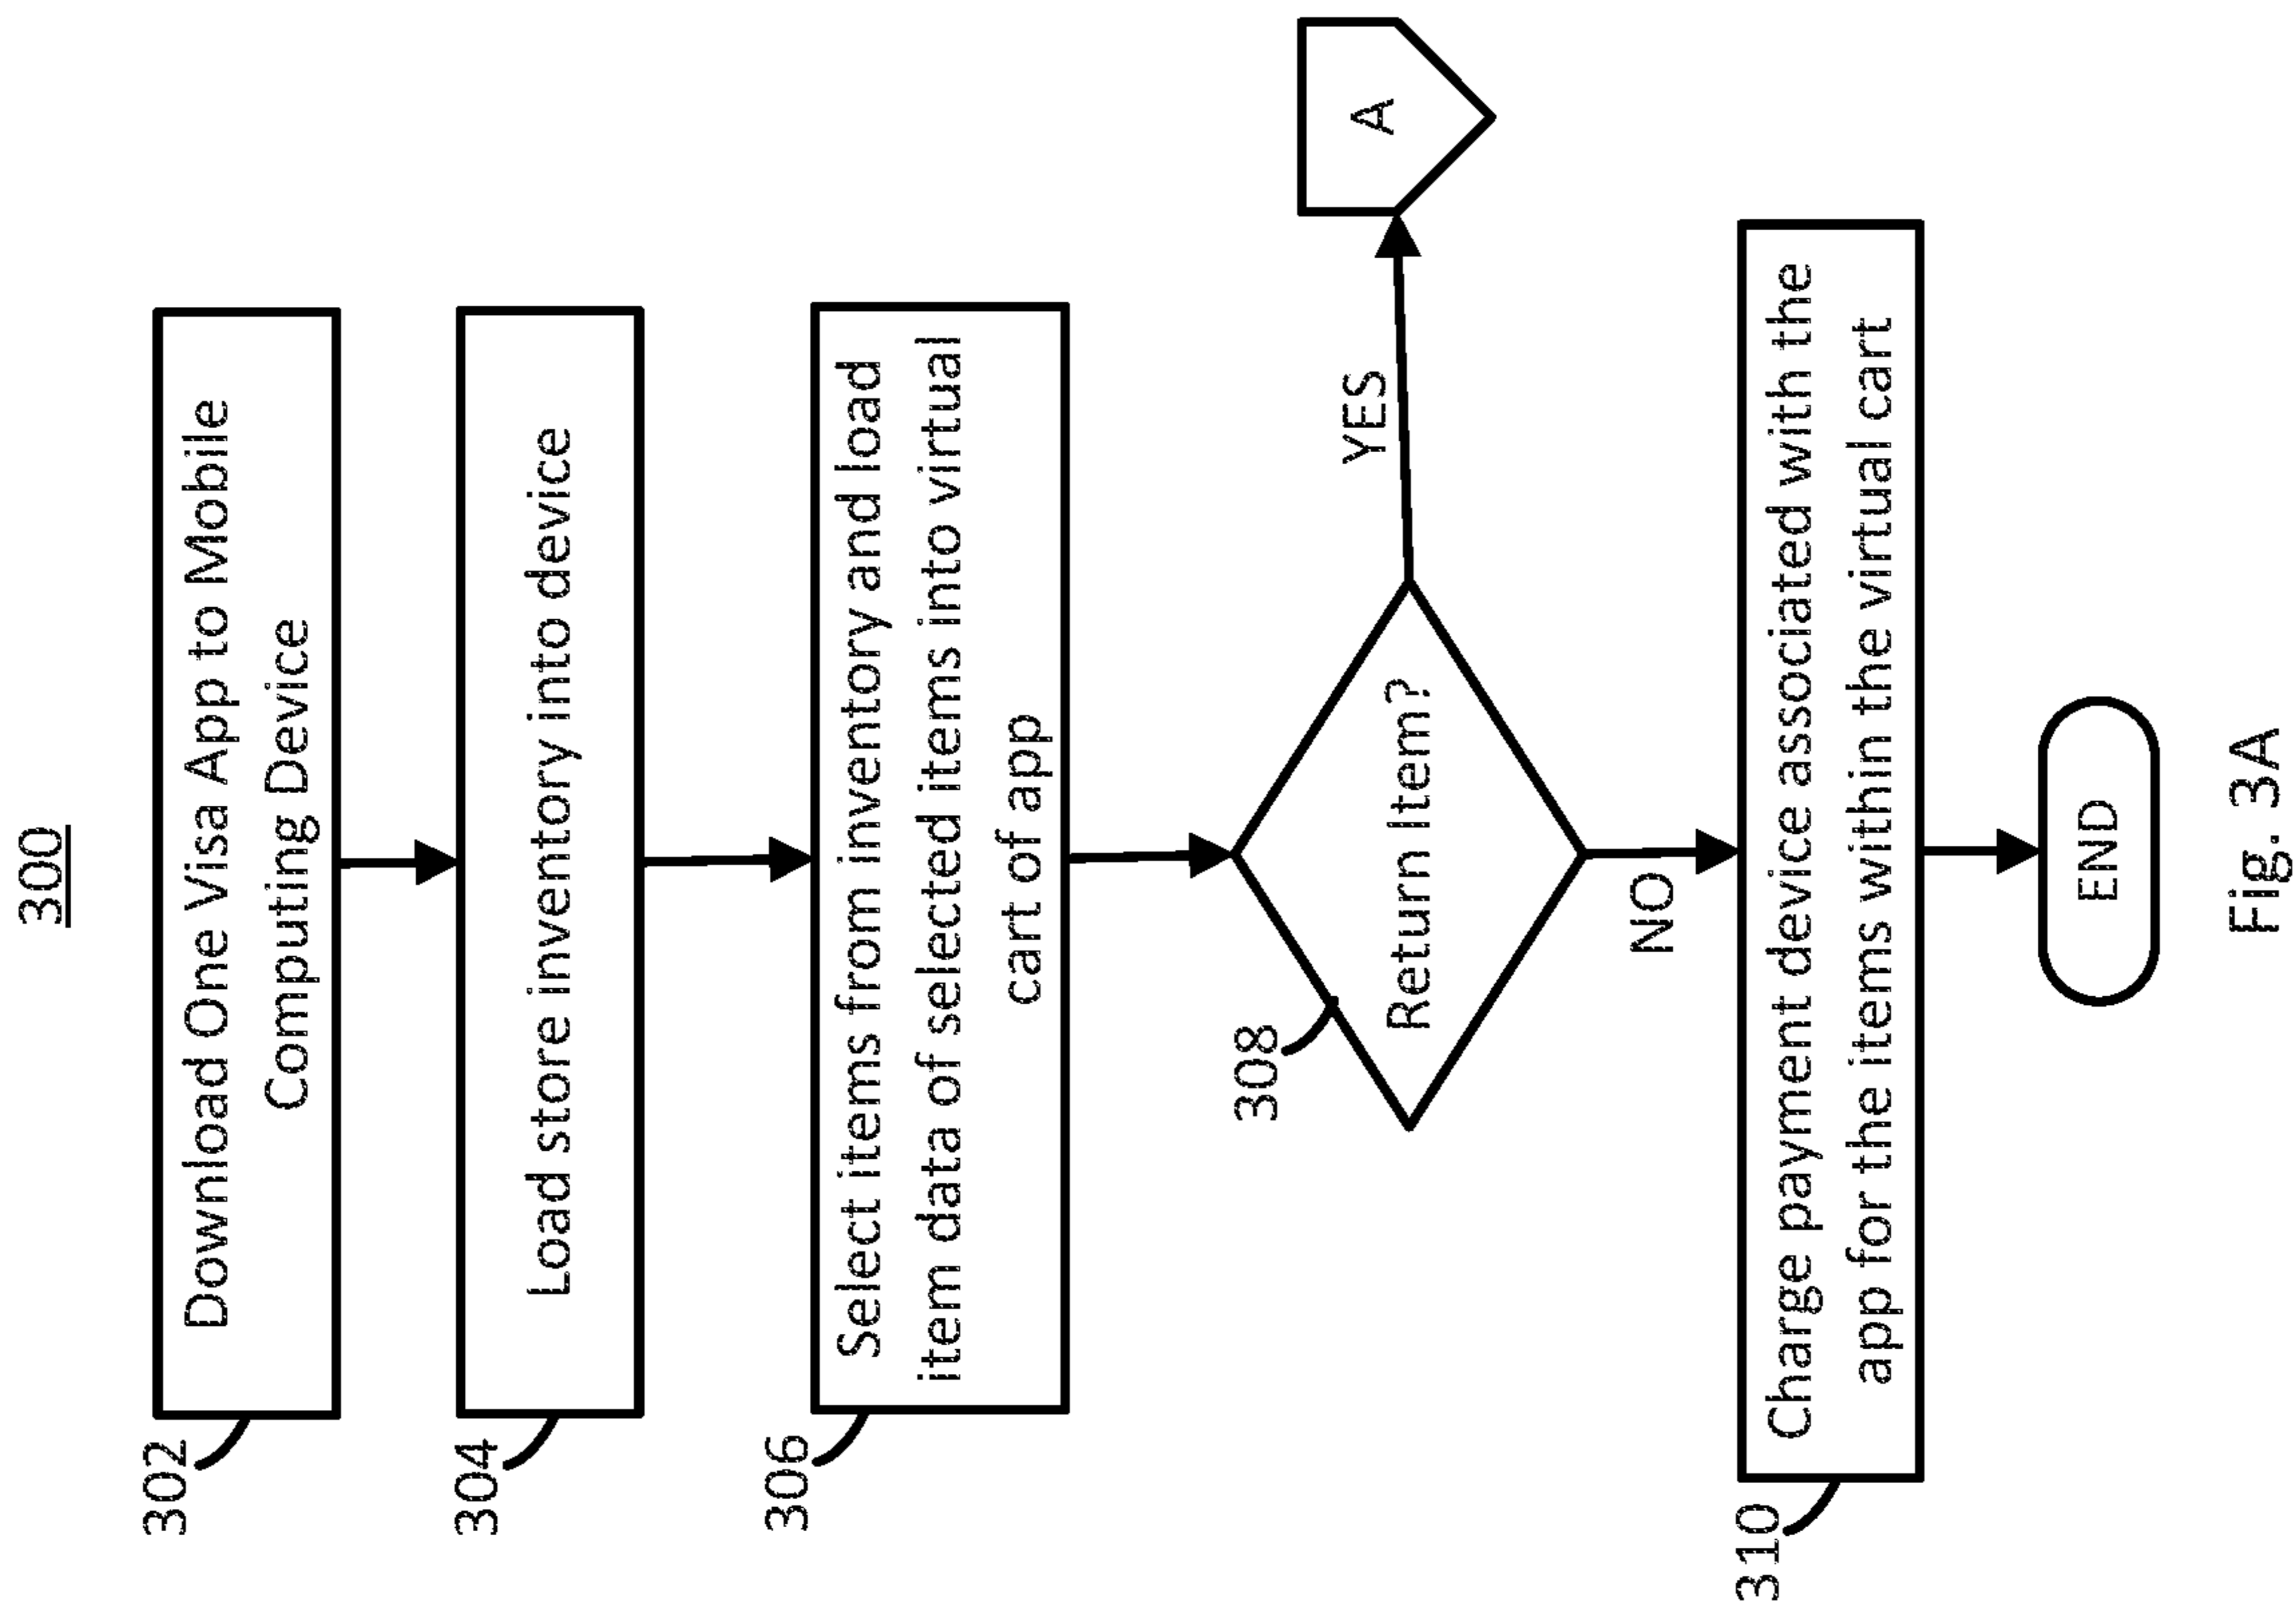 300
302
Download One Visa App to Mobile
Computing Device
304
Load store inventory into device
306
Select items from inventory and load
item data of selected items into virtual
cart of app
308
Return Item?
YES
A
NO
310
Charge payment device associated with the
app for the items within the virtual cart
END
Fig. 3A